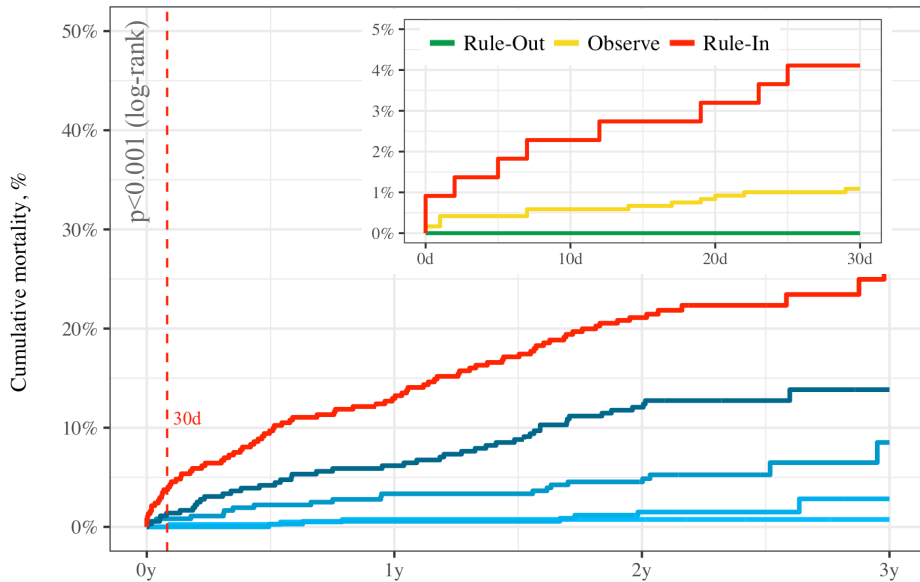 Cumulative mortality, %
50%
40%
30%
20%
10%
0%
p<0.001 (log-rank)
30d
0y
1y
2y
3y
Rule-Out Observe Rule-In
5%
4%
3%
2%
1%
0%
0d
10d
20d
30d